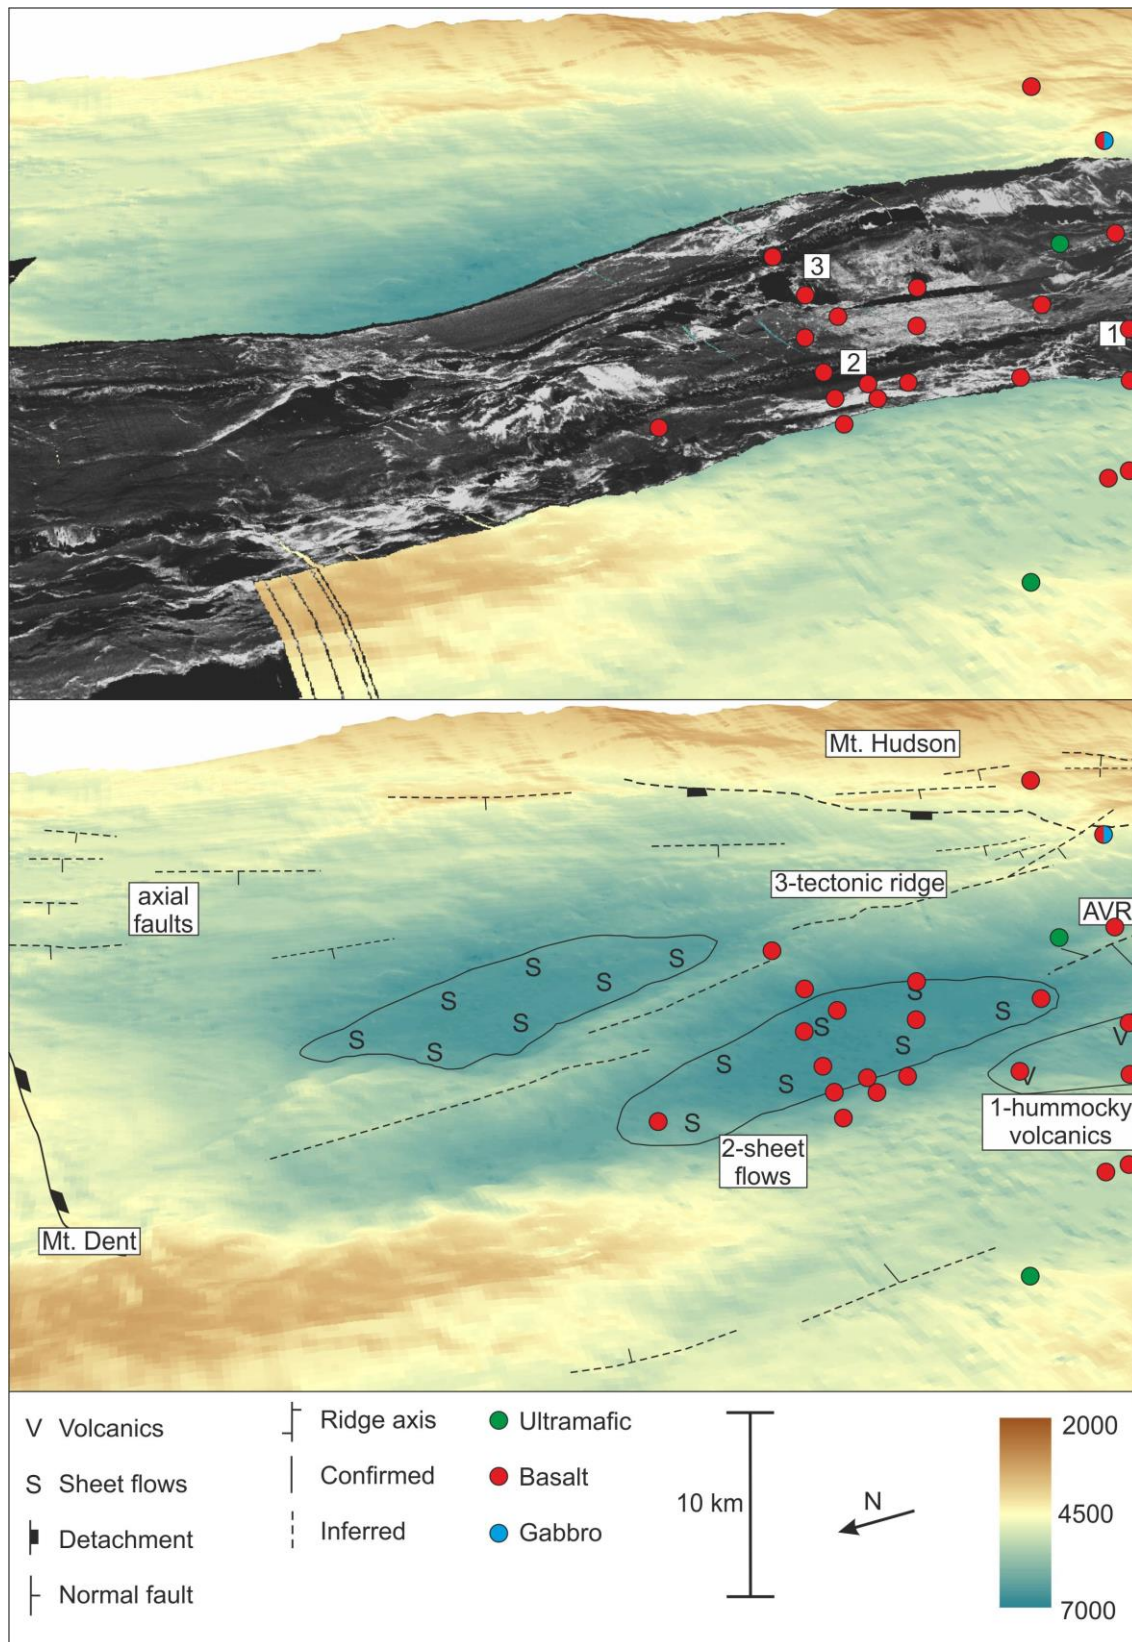 3
1
2
Mt. Hudson
3-tectonic ridge
axial
faults
AVR
S
S
S
S
S
S
S
S
S
S
S
S
S
S
V
V
1-hummocky
volcanics
2-sheet
flows
Mt. Dent
V Volcanics
S Sheet flows
Detachment
Normal fault
Ridge axis
Confirmed
Inferred
Ultramafic
Basalt
Gabbro
10 km
N
2000
4500
7000